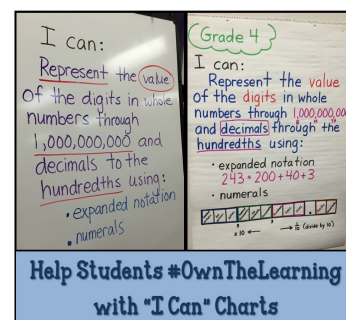 I can:
Represent the value
of the digits in whole
numbers through
1,000,000,000 and
decimals to the
hundredths using:
• expanded notation
• numerals
Grade 4
I can:
Represent the value
of the digits in whole
numbers through 1,000,000,000
and decimals through the
hundredths using:
• expanded notation
243 = 200 + 40 + 3
• numerals
x 10 ← → 1/10 (divide by 10)
Help Students #OwnTheLearning
with "I Can" Charts